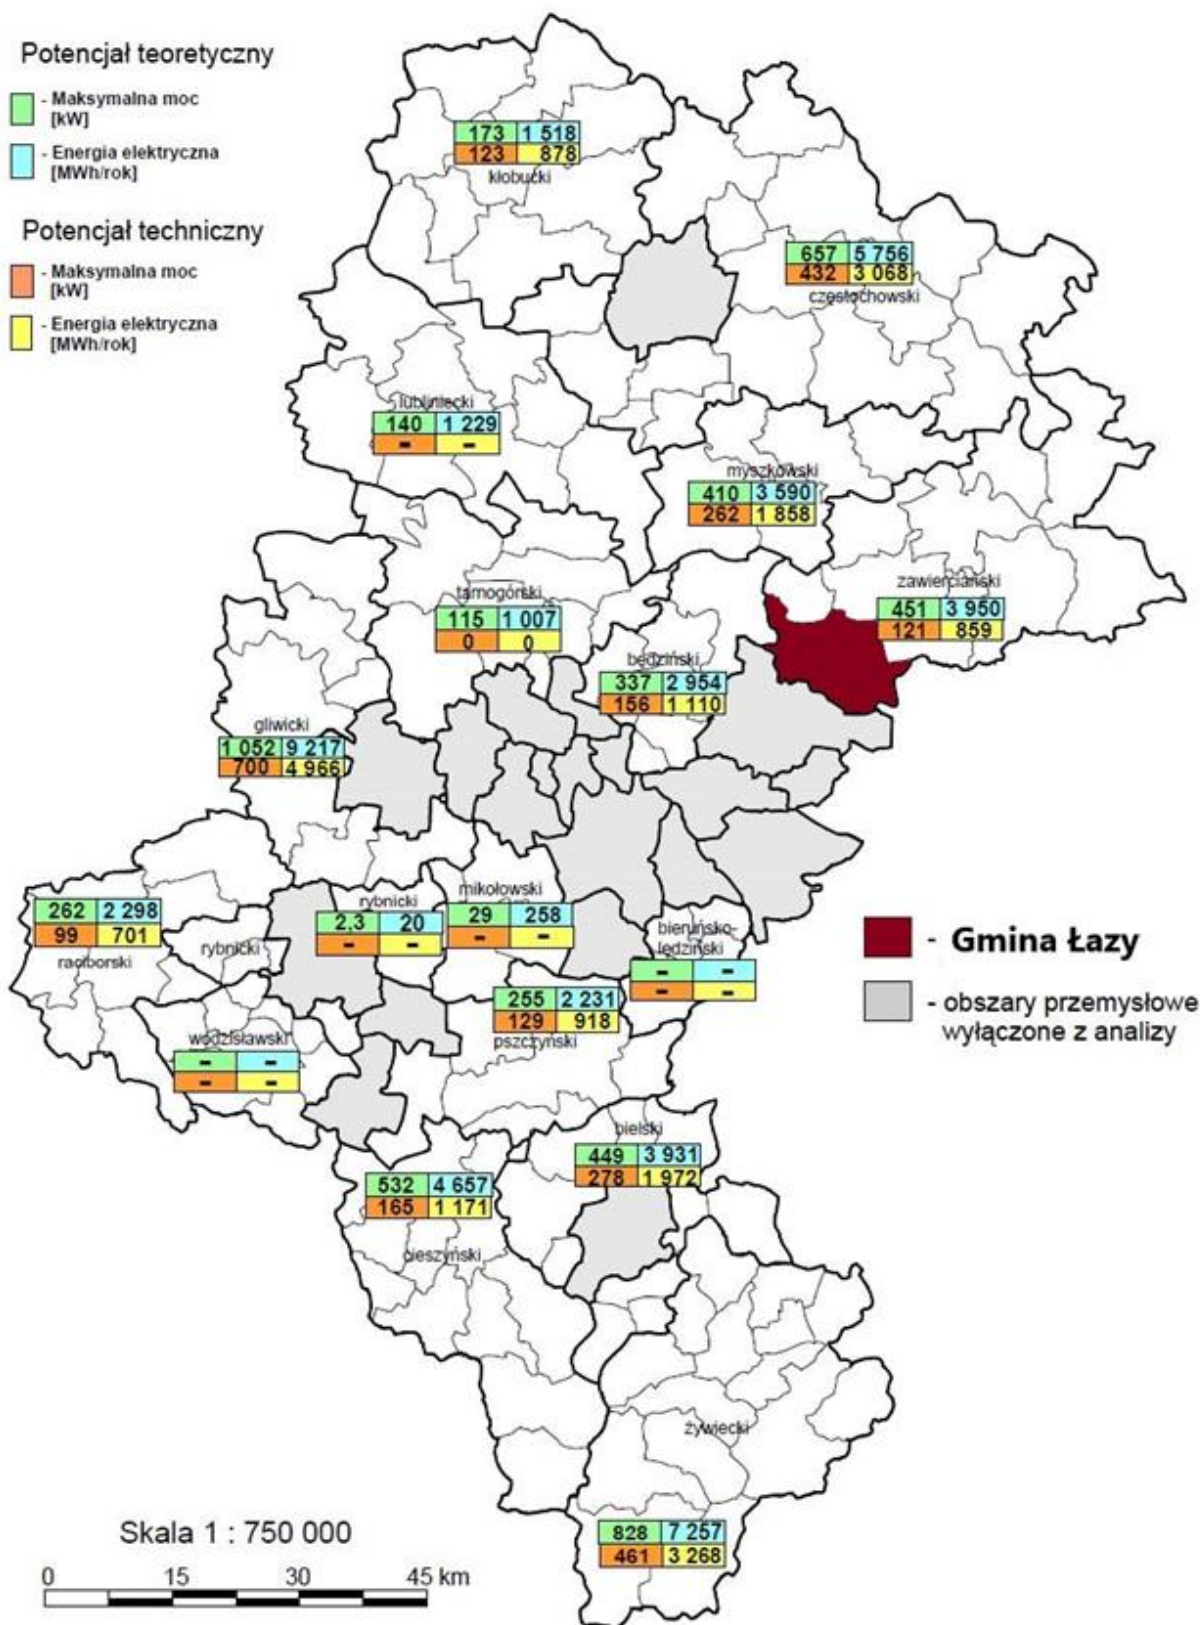 Potencjał teoretyczny
- Maksymalna moc
[kW]
- Energia elektryczna
[MWh/rok]
Potencjał techniczny
- Maksymalna moc
[kW]
- Energia elektryczna
[MWh/rok]
173 1 518
123 878
kłobucki
657 5 756
432 3 068
częstochowski
lubliniecki
140 1 229
- -
myszkowski
410 3 590
262 1 858
zawierciański
451 3 950
121 859
tarnogórski
115 1 007
0 0
będziński
337 2 954
156 1 110
gliwicki
1 052 9 217
700 4 966
262 2 298
99 701
raciborski
rybnicki
rybnicki
2,3 20
- -
mikołowski
29 258
- -
bieruńsko-
lędziński
- -
- -
255 2 231
129 918
pszczyński
wodzisławski
- -
- -
- Gmina Łazy
- obszary przemysłowe
wyłączone z analizy
bielski
449 3 931
278 1 972
532 4 657
165 1 171
cieszyński
żywiecki
828 7 257
461 3 268
Skala 1 : 750 000
0 15 30 45 km